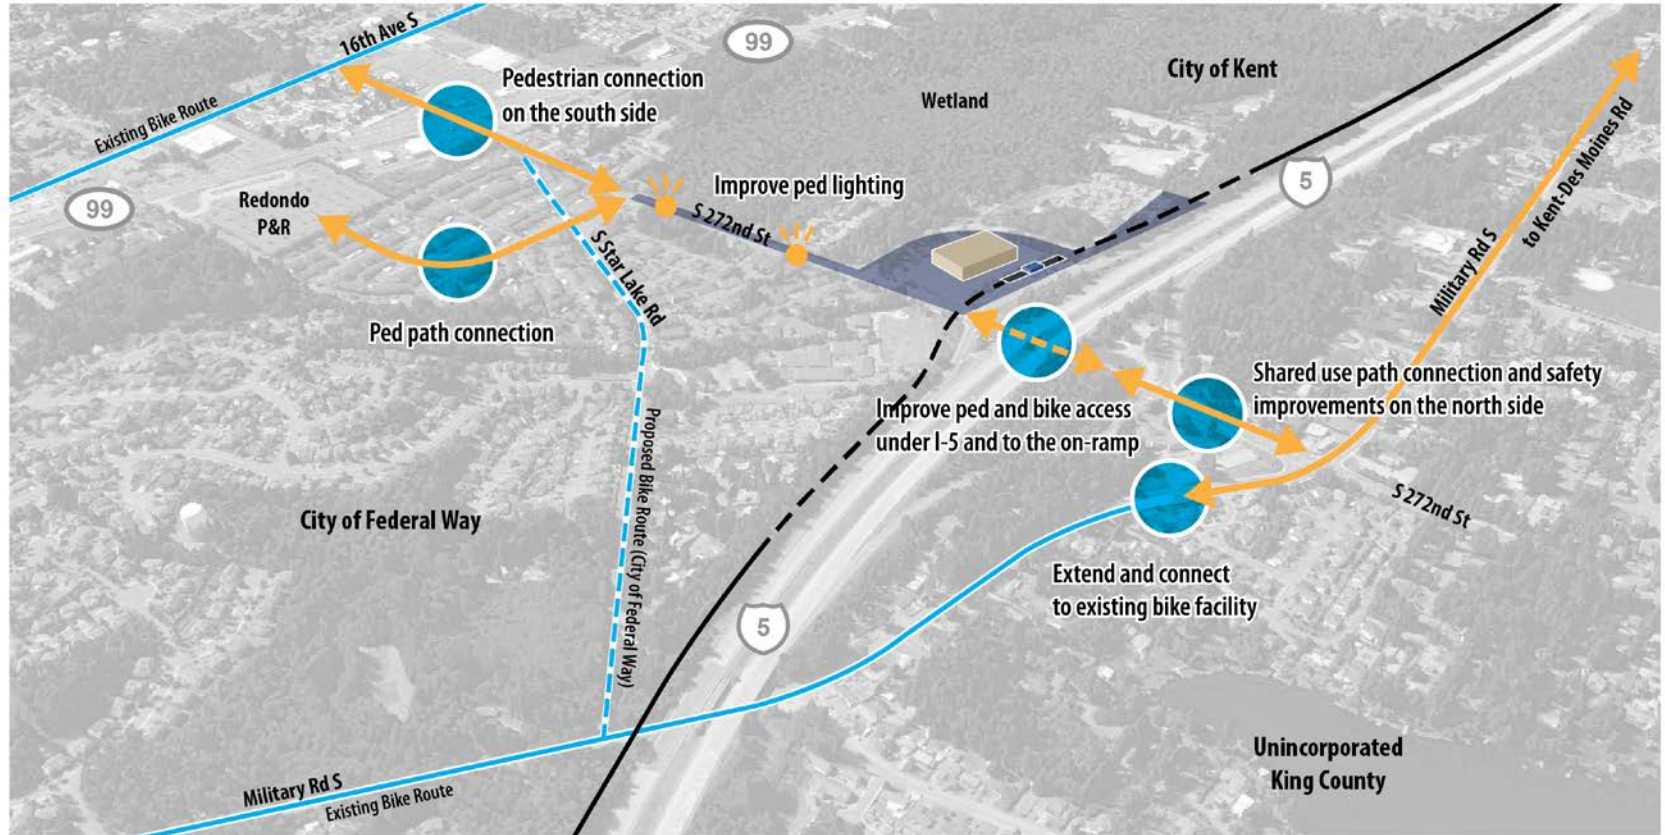 16th Ave S
Existing Bike Route
99
99
Pedestrian connection
on the south side
City of Kent
Wetland
5
Redondo
P&R
Improve ped lighting
S 272nd St
S Star Lake Rd
Ped path connection
Military Rd S
to Kent-Des Moines Rd
Shared use path connection and safety
improvements on the north side
Improve ped and bike access
under I-5 and to the on-ramp
S 272nd St
City of Federal Way
Proposed Bike Route (City of Federal Way)
Extend and connect
to existing bike facility
5
Unincorporated
King County
Military Rd S
Existing Bike Route